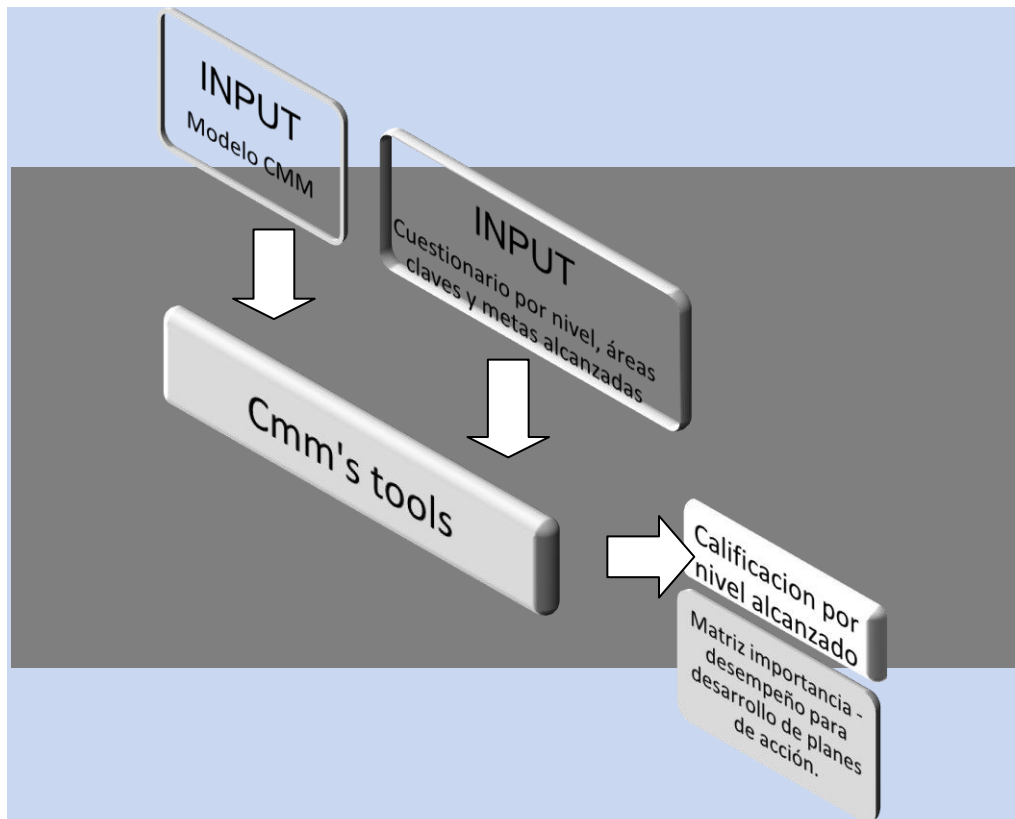 INPUT
Modelo CMM
INPUT
Cuestionario por nivel, áreas
claves y metas alcanzadas
Cmm's tools
Calificacion por
nivel alcanzado
Matriz importancia -
desempeño para
desarrollo de planes
de acción.